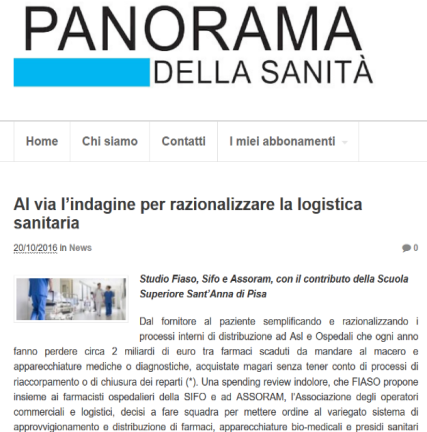 PANORAMA
DELLA SANITÀ
Home Chi siamo Contatti I miei abbonamenti
Al via l'indagine per razionalizzare la logistica
sanitaria
20/10/2016 in News 0
Studio Fiaso, Sifo e Assoram, con il contributo della Scuola
Superiore Sant'Anna di Pisa
Dal fornitore al paziente semplificando e razionalizzando i
processi interni di distribuzione ad Asl e Ospedali che ogni anno
fanno perdere circa 2 miliardi di euro tra farmaci scaduti da mandare al macero e
apparecchiature mediche o diagnostiche, acquistate magari senza tener conto di processi di
riaccorpamento o di chiusura dei reparti (*). Una spending review indolore, che FIASO propone
insieme ai farmacisti ospedalieri della SIFO e ad ASSORAM, l'Associazione degli operatori
commerciali e logistici, decisi a fare squadra per mettere ordine al variegato sistema di
approvvigionamento e distribuzione di farmaci, apparecchiature bio-medicali e presidi sanitari